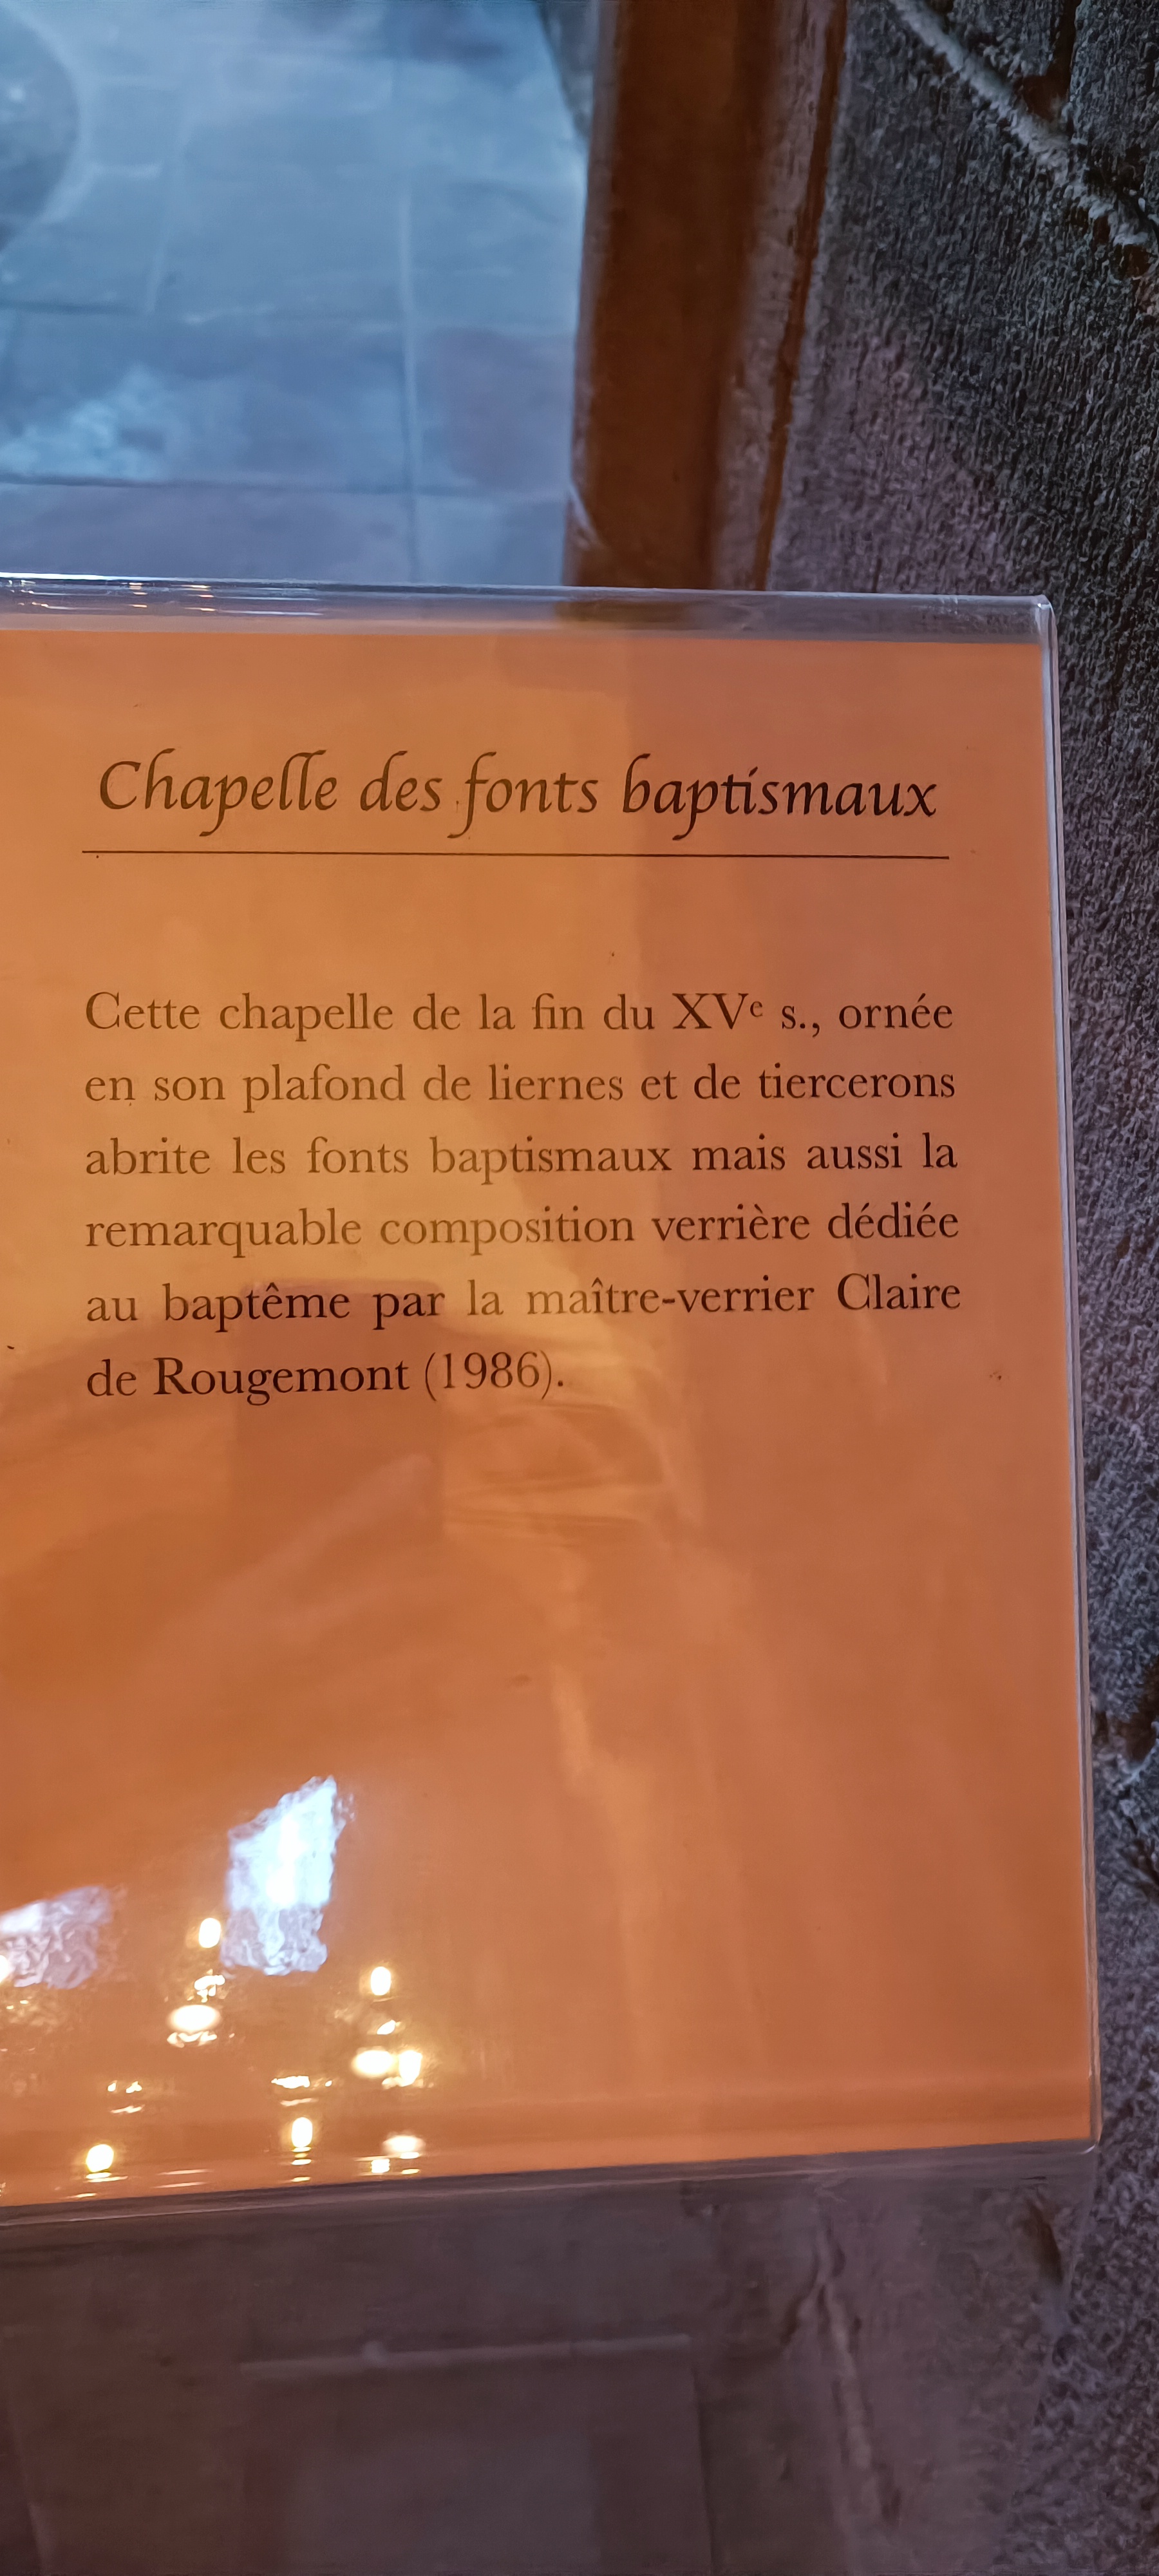 Chapelle des fonts baptismaux
Cette chapelle de la fin du XVe s., ornée
en son plafond de liernes et de tiercerons
abrite les fonts baptismaux mais aussi la
remarquable composition verrière dédiée
au baptême par la maître-verrier Claire
de Rougemont (1986).